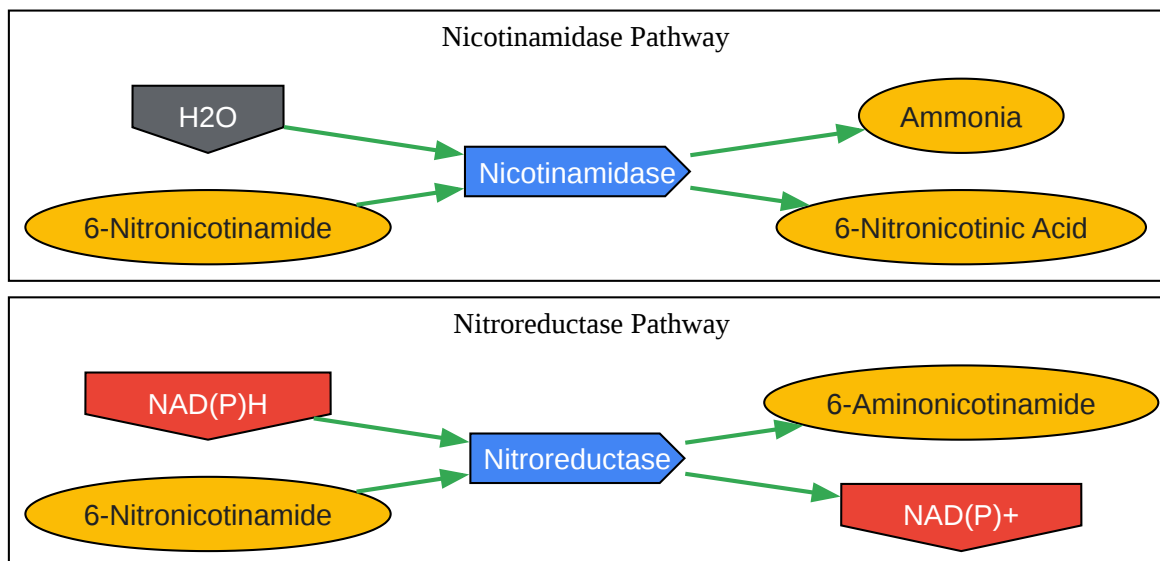 Nicotinamidase Pathway
H2O
Ammonia
Nicotinamidase
6-Nitronicotinamide
6-Nitronicotinic Acid
Nitroreductase Pathway
NAD(P)H
6-Aminonicotinamide
Nitroreductase
6-Nitronicotinamide
NAD(P)+